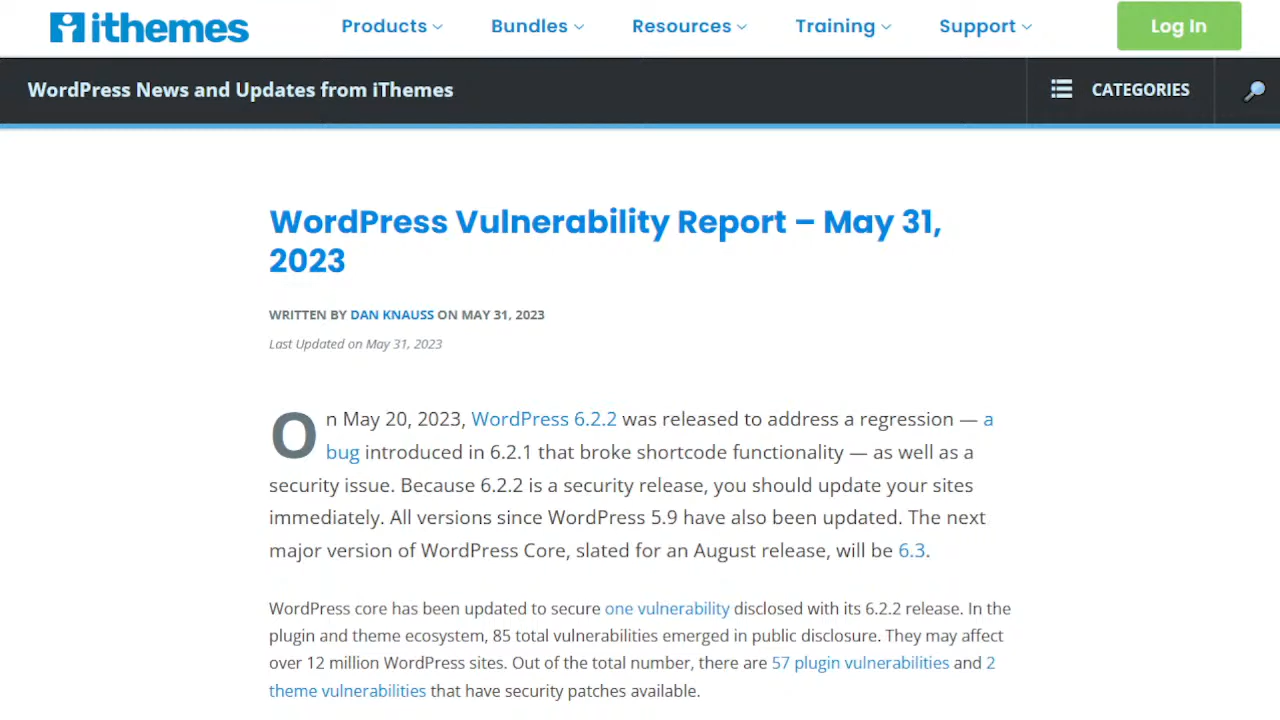 ithemes
Products Bundles Resources Training Support Log In
WordPress News and Updates from iThemes CATEGORIES
WordPress Vulnerability Report – May 31,
2023
WRITTEN BY DAN KNAUSS ON MAY 31, 2023
Last Updated on May 31, 2023
On May 20, 2023, WordPress 6.2.2 was released to address a regression — a
bug introduced in 6.2.1 that broke shortcode functionality — as well as a
security issue. Because 6.2.2 is a security release, you should update your sites
immediately. All versions since WordPress 5.9 have also been updated. The next
major version of WordPress Core, slated for an August release, will be 6.3.
WordPress core has been updated to secure one vulnerability disclosed with its 6.2.2 release. In the
plugin and theme ecosystem, 85 total vulnerabilities emerged in public disclosure. They may affect
over 12 million WordPress sites. Out of the total number, there are 57 plugin vulnerabilities and 2
theme vulnerabilities that have security patches available.